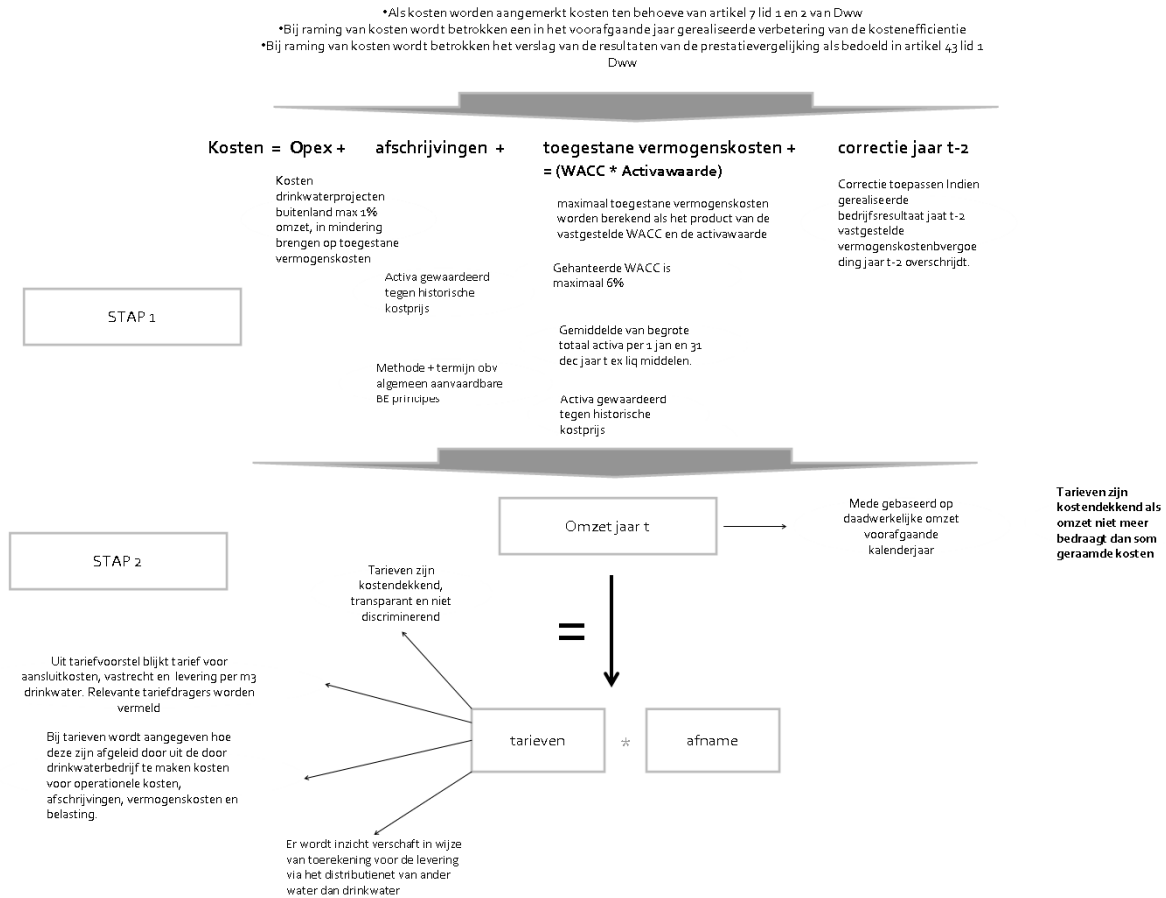 •Als kosten worden aangemerkt kosten ten behoeve van artikel 7 lid 1 en 2 van Dww
•Bij raming van kosten wordt betrokken een in het voorafgaande jaar gerealiseerde verbetering van de kostenefficientie
•Bij raming van kosten wordt betrokken het verslag van de resultaten van de prestatievergelijking als bedoeld in artikel 43 lid 1
Dww
Kosten = Opex + afschrijvingen + toegestane vermogenskosten + correctie jaar t-2
= (WACC * Activawaarde)
Kosten
drinkwaterprojecten
buitenland max 1%
omzet, in mindering
brengen op toegestane
vermogenskosten
Activa gewaardeerd
tegen historische
kostprijs
Methode + termijn obv
algemeen aanvaardbare
BE principes
maximaal toegestane vermogenskosten
worden berekend als het product van de
vastgestelde WACC en de activawaarde
Gehanteerde WACC is
maximaal 6%
Gemiddelde van begrote
totaal activa per 1 jan en 31
dec jaar t ex liq middelen.
Activa gewaardeerd
tegen historische
kostprijs
Correctie toepassen Indien
gerealiseerde
bedrijfsresultaat jaat t-2
vastgestelde
vermogenskostenbvergoe
ding jaar t-2 overschrijdt.
STAP 1
STAP 2
Omzet jaar t
Mede gebaseerd op
daadwerkelijke omzet
voorafgaande
kalenderjaar
Tarieven zijn
kostendekkend als
omzet niet meer
bedraagt dan som
geraamde kosten
Tarieven zijn
kostendekkend,
transparant en niet
discriminerend
=
Uit tariefvoorstel blijkt tarief voor
aansluitkosten, vastrecht en levering per m3
drinkwater. Relevante tariefdragers worden
vermeld
Bij tarieven wordt aangegeven hoe
deze zijn afgeleid door uit de door
drinkwaterbedrijf te maken kosten
voor operationele kosten,
afschrijvingen, vermogenskosten en
belasting.
tarieven * afname
Er wordt inzicht verschaft in wijze
van toerekening voor de levering
via het distributienet van ander
water dan drinkwater